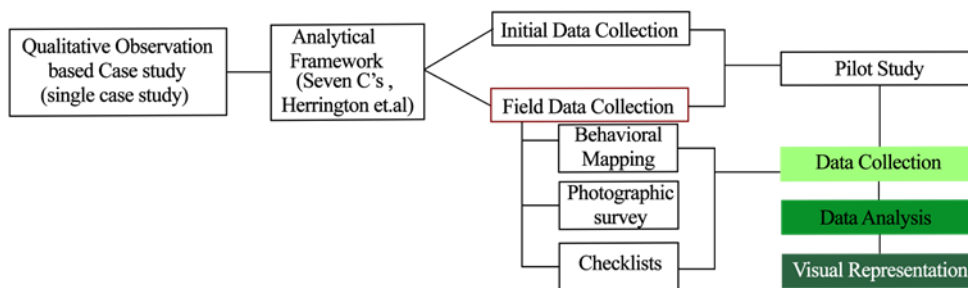 Qualitative Observation
based Case study
(single case study)
Analytical
Framework
(Seven C's ,
Herrington et.al)
Initial Data Collection
Field Data Collection
Behavioral
Mapping
Photographic
survey
Checklists
Pilot Study
Data Collection
Data Analysis
Visual Representation